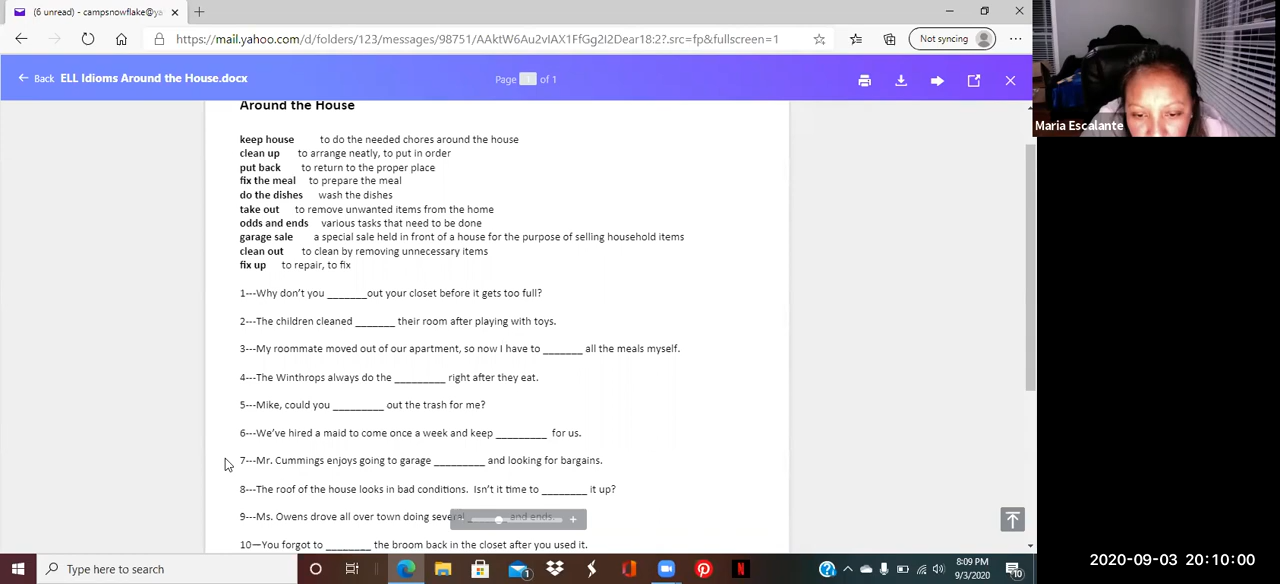 (6 unread) - campsnowflake@ya
https://mail.yahoo.com/d/folders/123/messages/98751/AAktW6Au2vIAX1FfGg2I2Dear18:2?.src=fp&fullscreen=1
Not syncing
Back ELL Idioms Around the House.docx
Page 1 of 1
Maria Escalante
Around the House
keep house to do the needed chores around the house
clean up to arrange neatly, to put in order
put back to return to the proper place
fix the meal to prepare the meal
do the dishes wash the dishes
take out to remove unwanted items from the home
odds and ends various tasks that need to be done
garage sale a special sale held in front of a house for the purpose of selling household items
clean out to clean by removing unnecessary items
fix up to repair, to fix
1---Why don't you _______out your closet before it gets too full?
2---The children cleaned _______ their room after playing with toys.
3---My roommate moved out of our apartment, so now I have to _______ all the meals myself.
4---The Winthrops always do the _________ right after they eat.
5---Mike, could you _________ out the trash for me?
6---We've hired a maid to come once a week and keep _________ for us.
7---Mr. Cummings enjoys going to garage _________ and looking for bargains.
8---The roof of the house looks in bad conditions. Isn't it time to ________ it up?
9---Ms. Owens drove all over town doing several _______ and ends.
10—You forgot to ________ the broom back in the closet after you used it.
Type here to search
1
8:09 PM
9/3/2020
10
2020-09-03 20:10:00